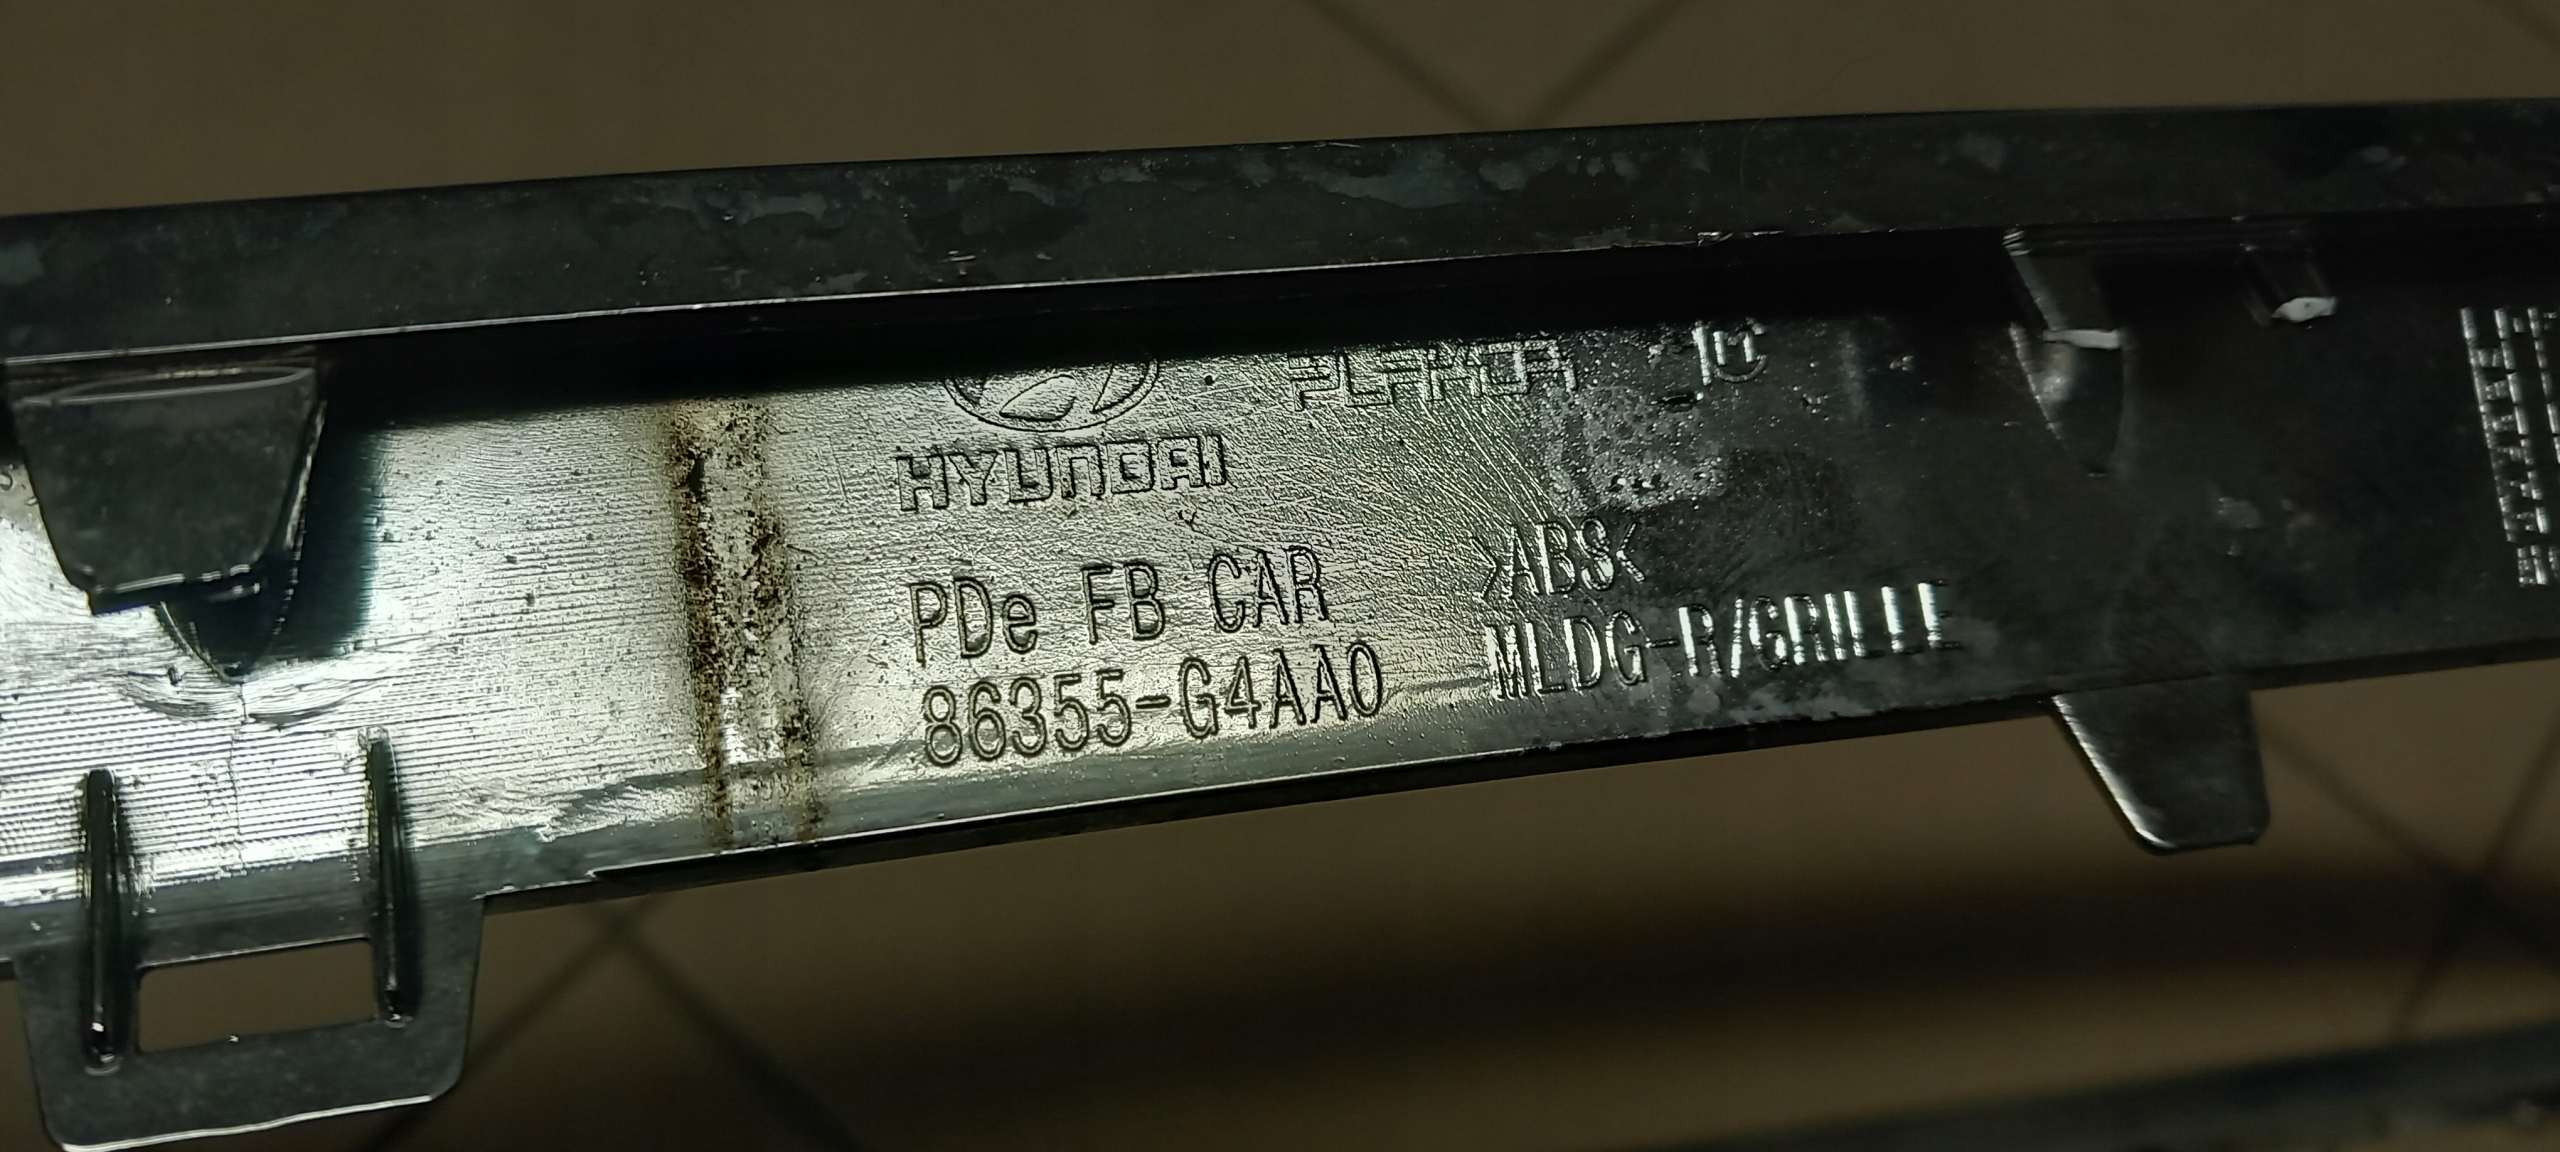 HYUNDAI
PDe FB CAR
86355-G4AA0
>ABS<
MLDG-R/GRILLE